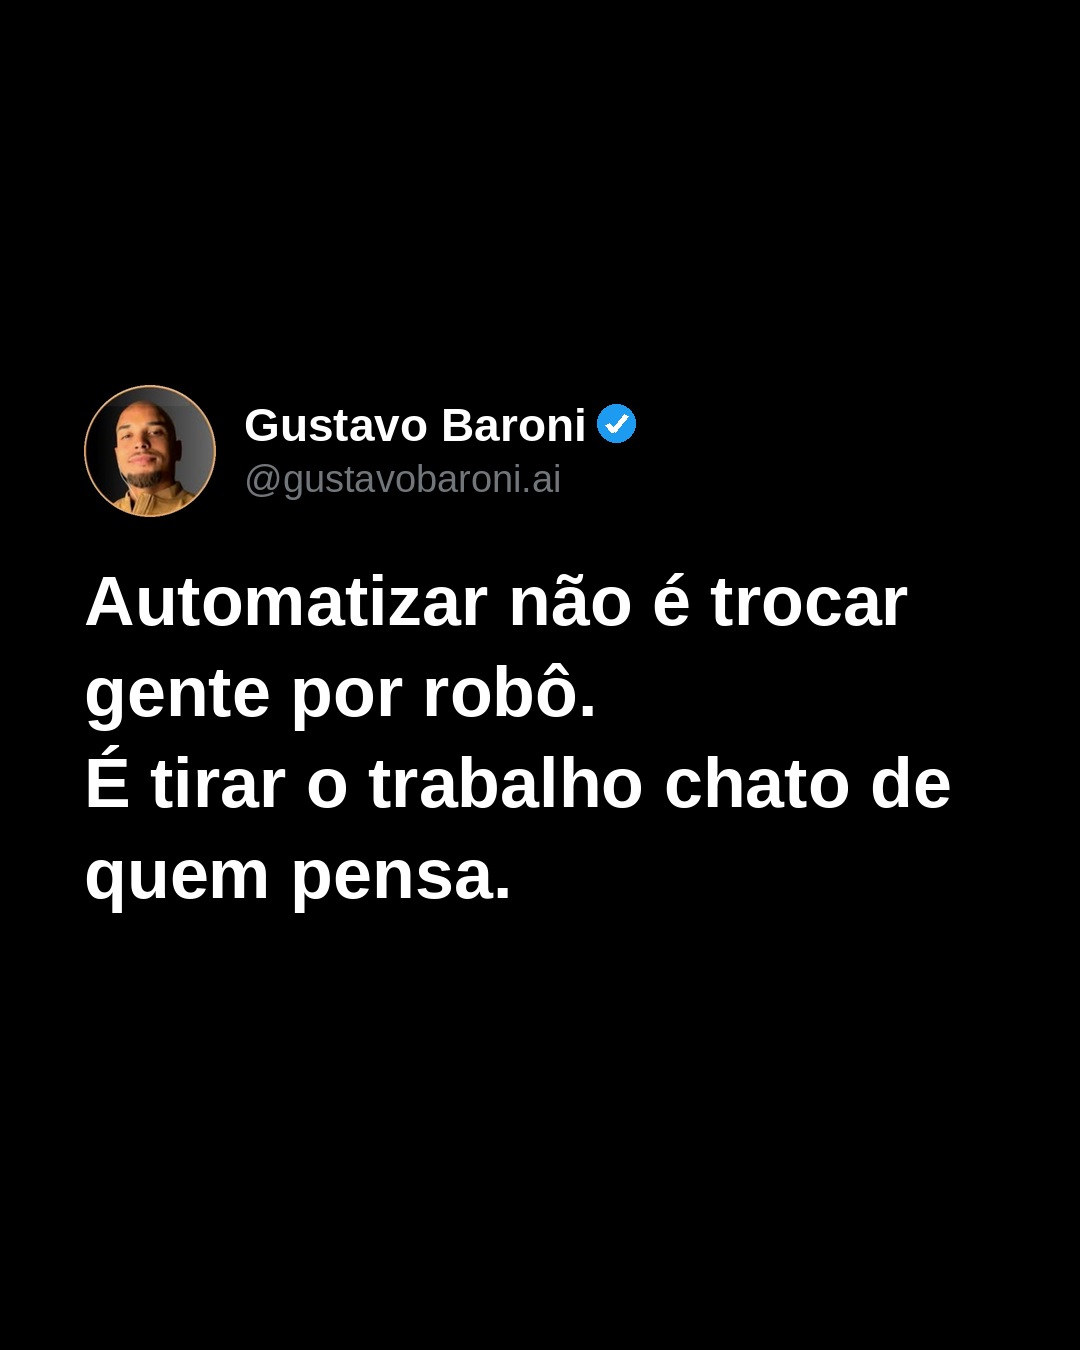 Gustavo Baroni
@gustavobaroni.ai
Automatizar não é trocar
gente por robô.
É tirar o trabalho chato de
quem pensa.